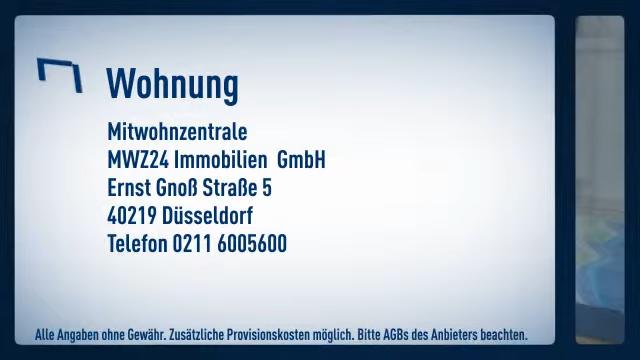 Wohnung
Mitwohnzentrale
MWZ24 Immobilien GmbH
Ernst Gnoß Straße 5
40219 Düsseldorf
Telefon 0211 6005600
Alle Angaben ohne Gewähr. Zusätzliche Provisionskosten möglich. Bitte AGBs des Anbieters beachten.